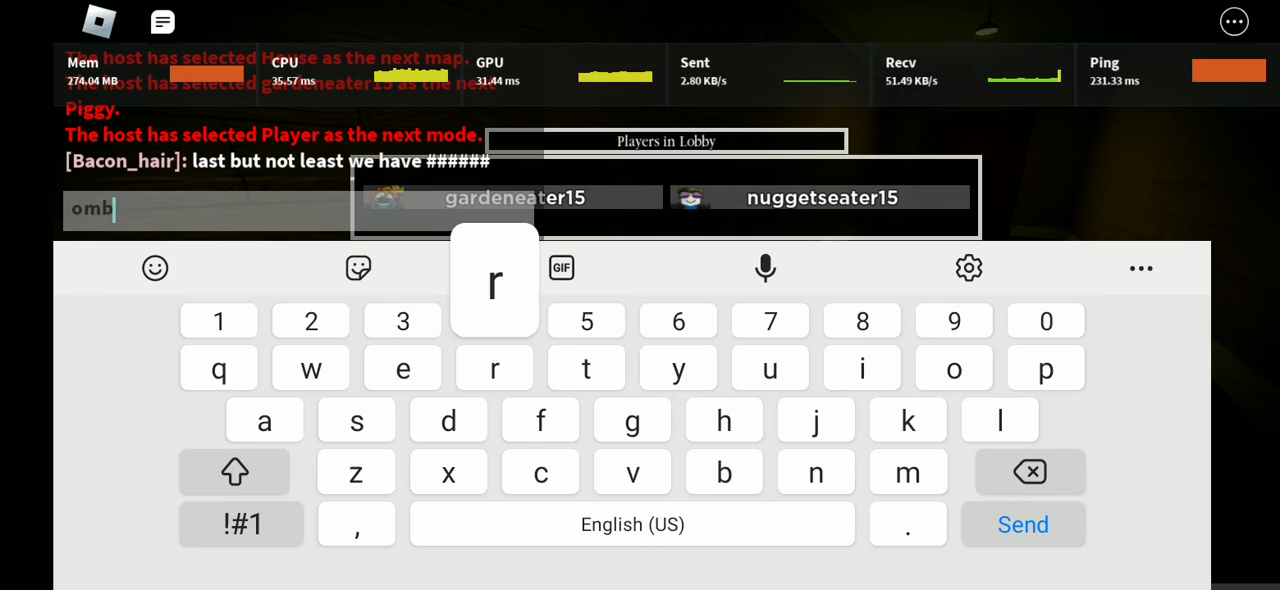 The host has selected House as the next map.
Mem
274.04 MB
CPU
35.57 ms
GPU
31.44 ms
Sent
2.80 KB/s
Recv
51.49 KB/s
Ping
231.33 ms
The host has selected gardeneater15 as the next
Piggy.
The host has selected Player as the next mode.
Players in Lobby
[Bacon_hair]: last but not least we have ######
gardeneater15 nuggetseater15
omb
r
GIF
1 2 3 5 6 7 8 9 0
q w e r t y u i o p
a s d f g h j k l
z x c v b n m
!#1 , English (US) . Send